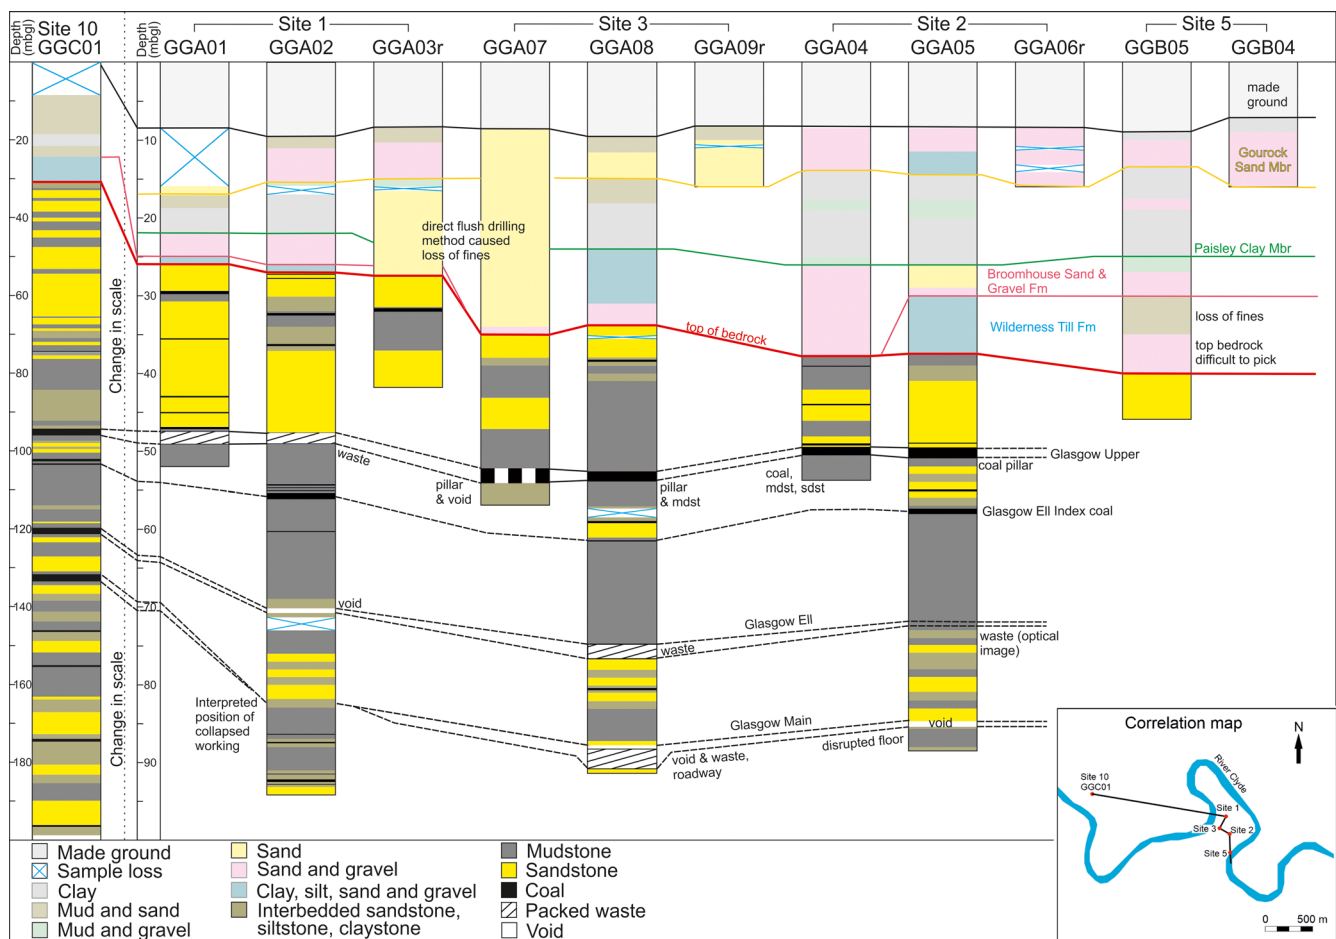 Site 10
Site 1
Site 3
Site 2
Site 5
Depth
(mbgl)
GGC01
Depth
(mbgl)
GGA01
GGA02
GGA03r
GGA07
GGA08
GGA09r
GGA04
GGA05
GGA06r
GGB05
GGB04
20
40
60
80
100
120
140
160
180
10
20
30
40
50
60
70
80
90
Change in scale
Change in scale
made
ground
Gourock
Sand Mbr
direct flush drilling
method caused
loss of fines
Paisley Clay Mbr
Broomhouse Sand &
Gravel Fm
Wilderness Till Fm
top of bedrock
loss of fines
top bedrock
difficult to pick
waste
pillar
& void
pillar
& mdst
coal,
mdst, sdst
coal pillar
Glasgow Upper
Glasgow Ell Index coal
void
Glasgow Ell
waste
waste (optical
image)
Interpreted
position of
collapsed
working
Glasgow Main
void
void & waste,
roadway
disrupted floor
Correlation map
N
River Clyde
Site 10
GGC01
Site 1
Site 3
Site 2
Site 5
0
500 m
Made ground
Sample loss
Clay
Mud and sand
Mud and gravel
Sand
Sand and gravel
Clay, silt, sand and gravel
Interbedded sandstone,
siltstone, claystone
Mudstone
Sandstone
Coal
Packed waste
Void